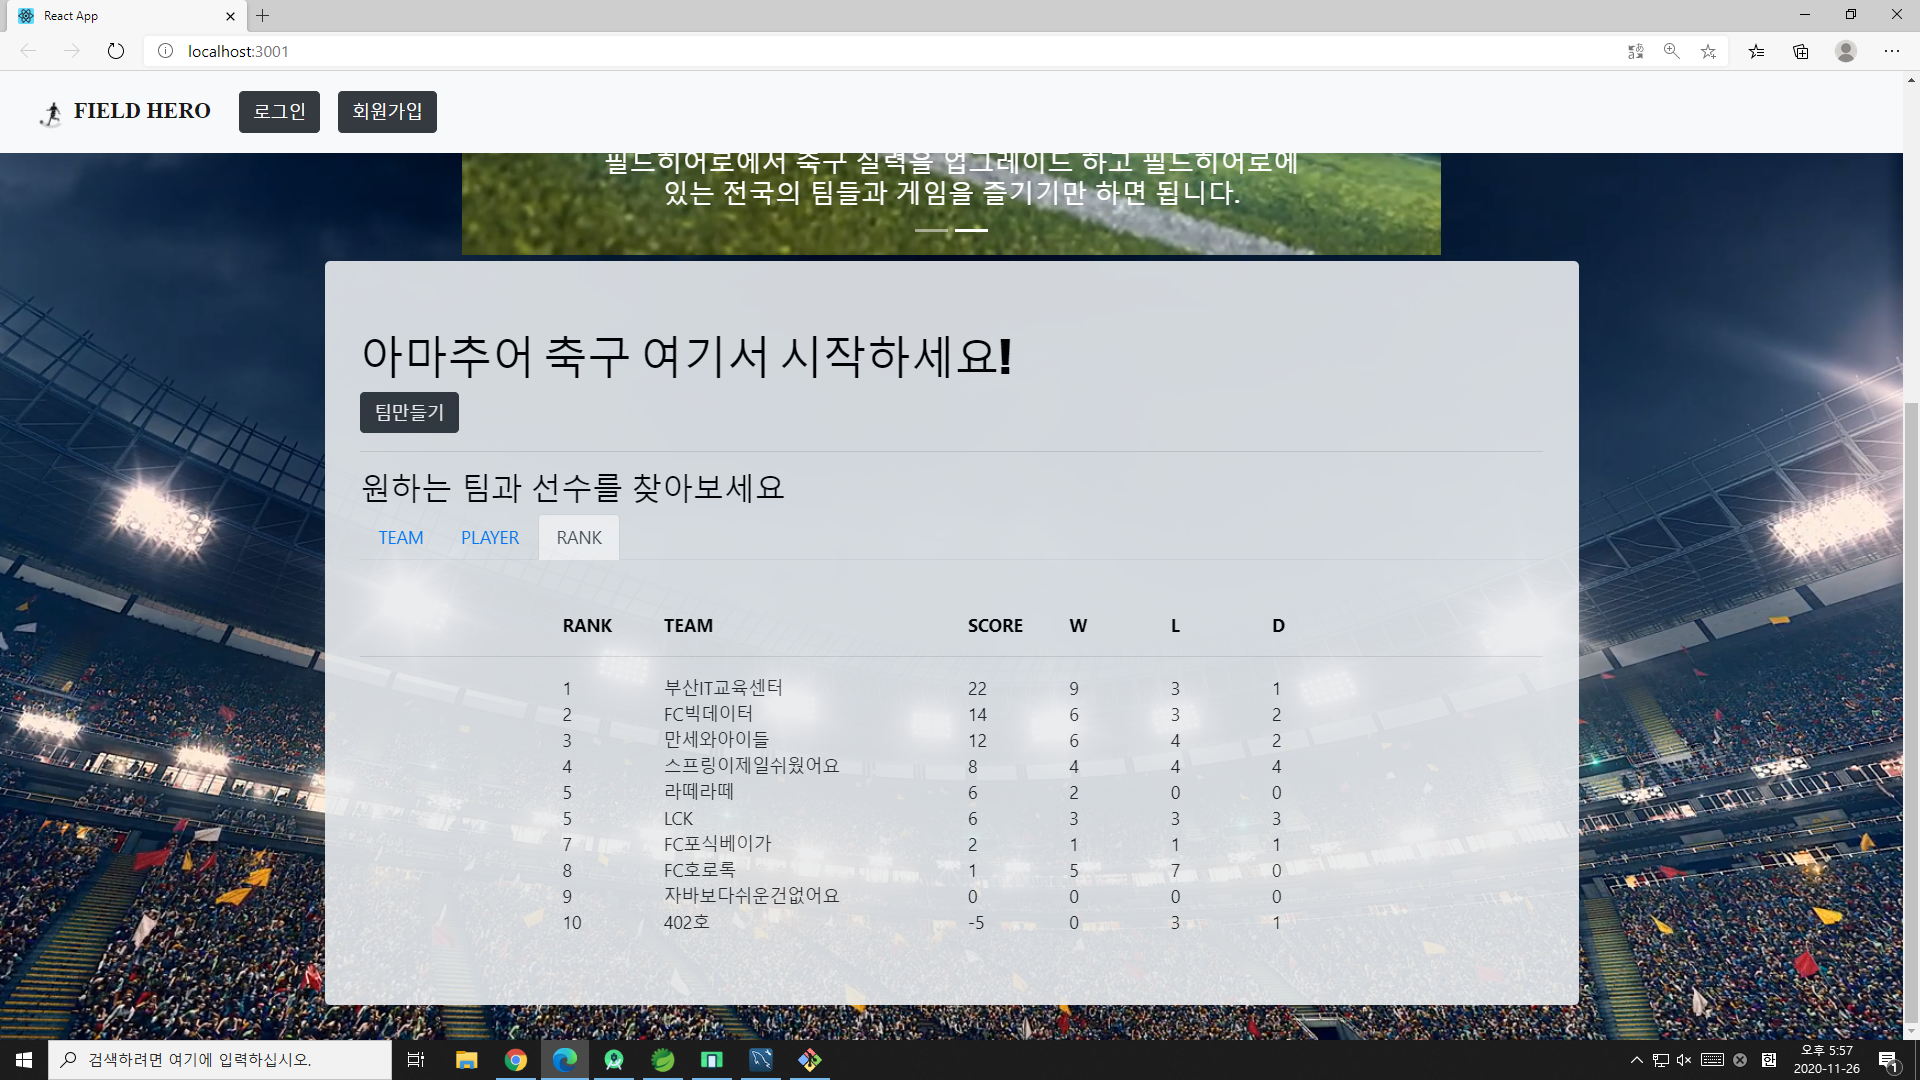 React App
localhost:3001
FIELD HERO 로그인 회원가입
필드히어로에서 축구 실력을 업그레이드 하고 필드히어로에
있는 전국의 팀들과 게임을 즐기기만 하면 됩니다.
아마추어 축구 여기서 시작하세요!
팀만들기
원하는 팀과 선수를 찾아보세요
TEAM PLAYER RANK
RANK TEAM SCORE W L D
1 부산IT교육센터 22 9 3 1
2 FC빅데이터 14 6 3 2
3 만세와아이들 12 6 4 2
4 스프링이제일쉬웠어요 8 4 4 4
5 라떼라떼 6 2 0 0
5 LCK 6 3 3 3
7 FC포식베이가 2 1 1 1
8 FC호로록 1 5 7 0
9 자바보다쉬운건없어요 0 0 0 0
10 402호 -5 0 3 1
검색하려면 여기에 입력하십시오.
한
오후 5:57
2020-11-26
1